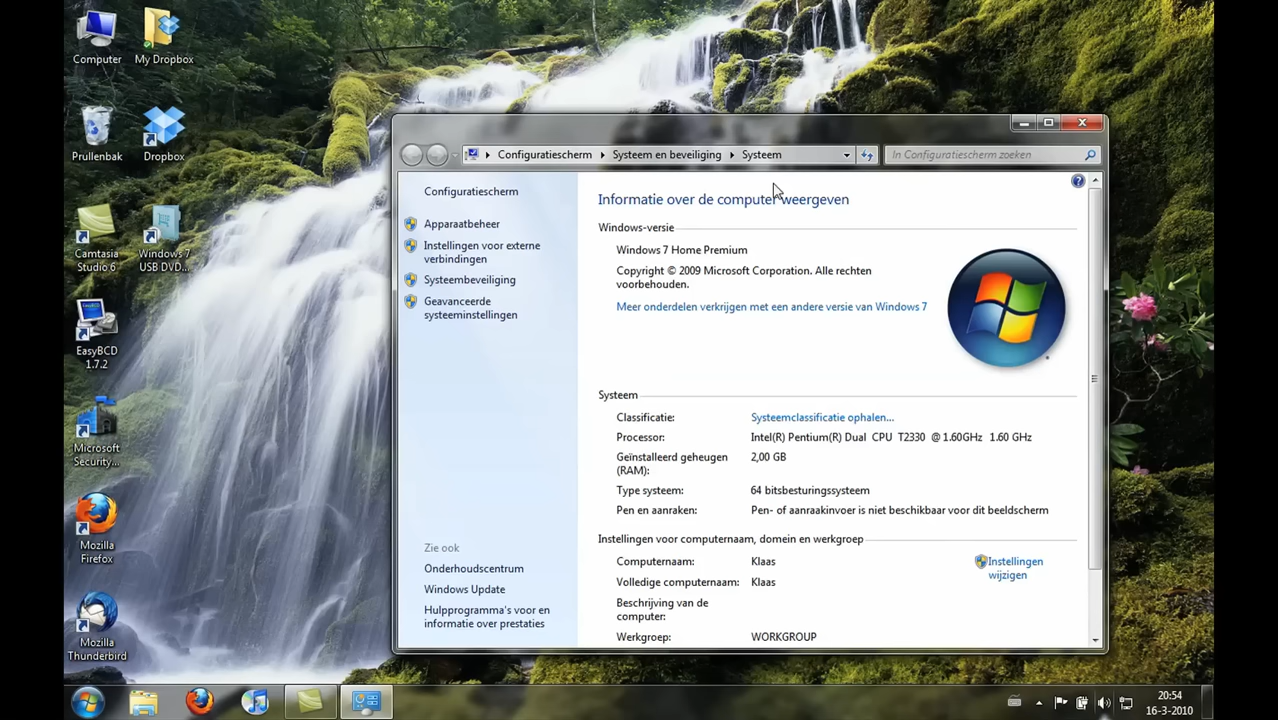 Computer
My Dropbox
Prullenbak
Dropbox
Camtasia
Studio 6
Windows 7
USB DVD...
EasyBCD
1.7.2
Microsoft
Security...
Mozilla
Firefox
Mozilla
Thunderbird
Configuratiescherm
Systeem en beveiliging
Systeem
In Configuratiescherm zoeken
Configuratiescherm
Apparaatbeheer
Instellingen voor externe
verbindingen
Systeembeveiliging
Geavanceerde
systeeminstellingen
Zie ook
Onderhoudscentrum
Windows Update
Hulpprogramma's voor en
informatie over prestaties
Informatie over de computer weergeven
Windows-versie
Windows 7 Home Premium
Copyright © 2009 Microsoft Corporation. Alle rechten
voorbehouden.
Meer onderdelen verkrijgen met een andere versie van Windows 7
Systeem
Classificatie: Systeemclassificatie ophalen...
Processor: Intel(R) Pentium(R) Dual CPU T2330 @ 1.60GHz 1.60 GHz
Geïnstalleerd geheugen 2,00 GB
(RAM):
Type systeem: 64 bitsbesturingssysteem
Pen en aanraken: Pen- of aanraakinvoer is niet beschikbaar voor dit beeldscherm
Instellingen voor computernaam, domein en werkgroep
Computernaam: Klaas
Instellingen
wijzigen
Volledige computernaam: Klaas
Beschrijving van de
computer:
Werkgroep: WORKGROUP
20:54
16-3-2010